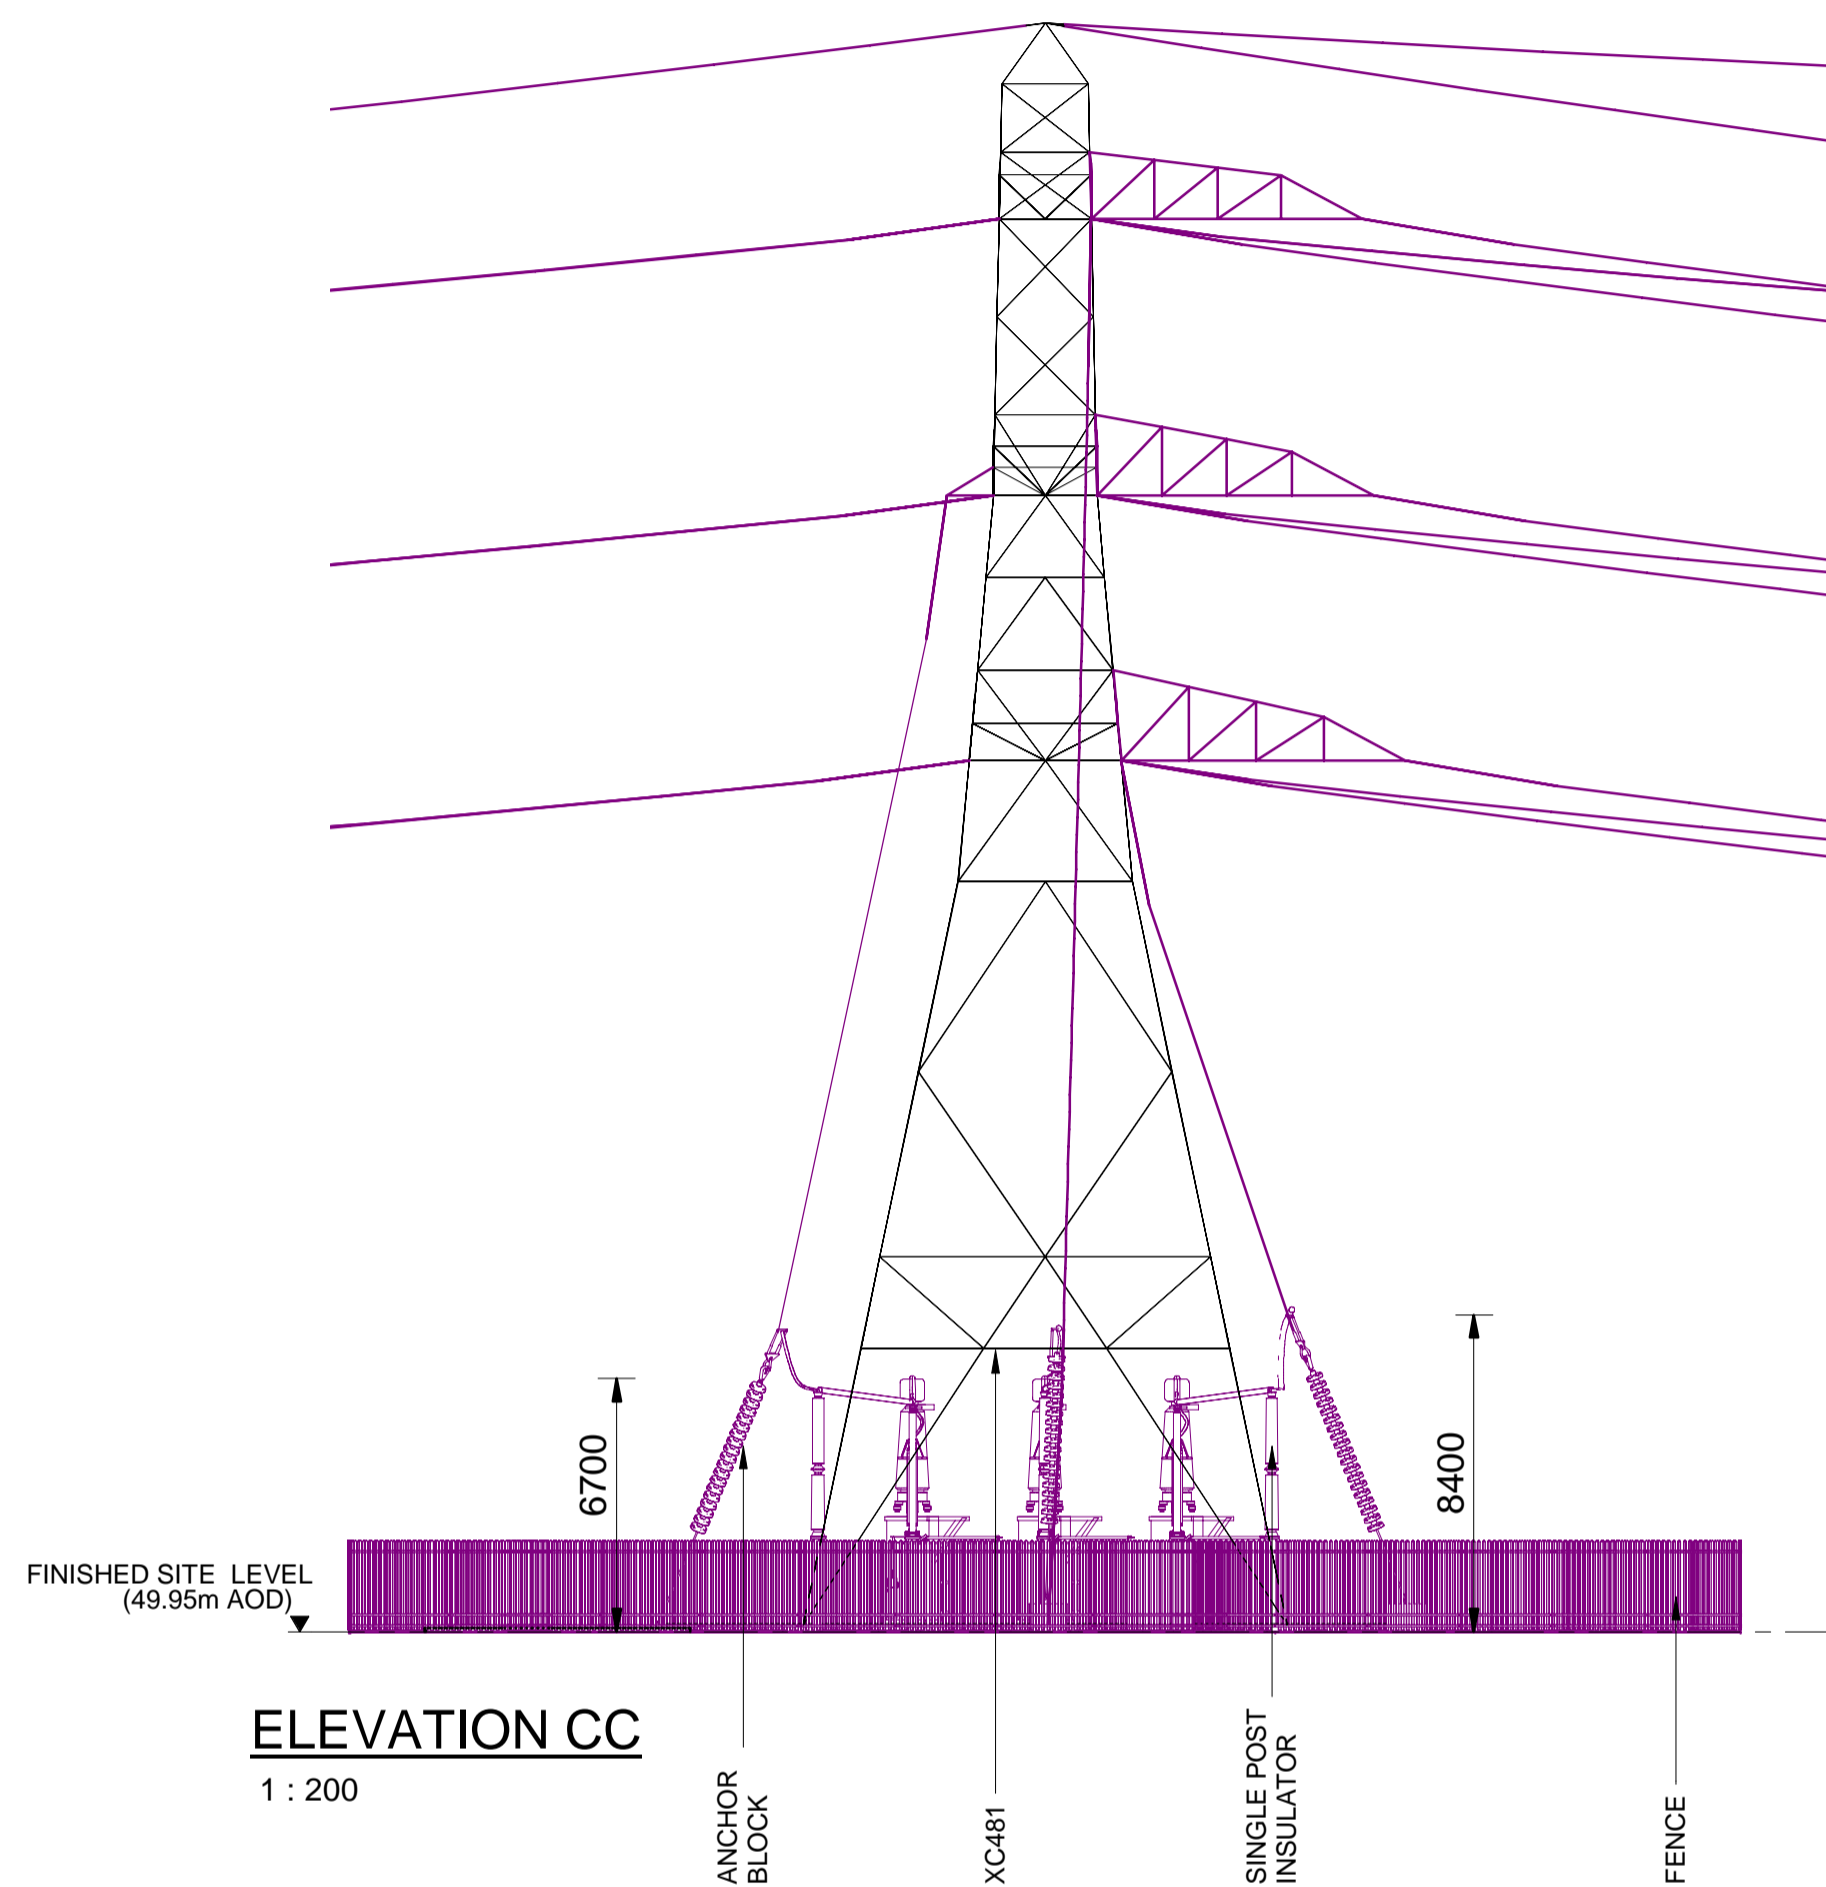 6700
8400
FINISHED SITE LEVEL
(49.95m AOD)
ELEVATION CC
1 : 200
ANCHOR
BLOCK
XC481
SINGLE POST
INSULATOR
FENCE